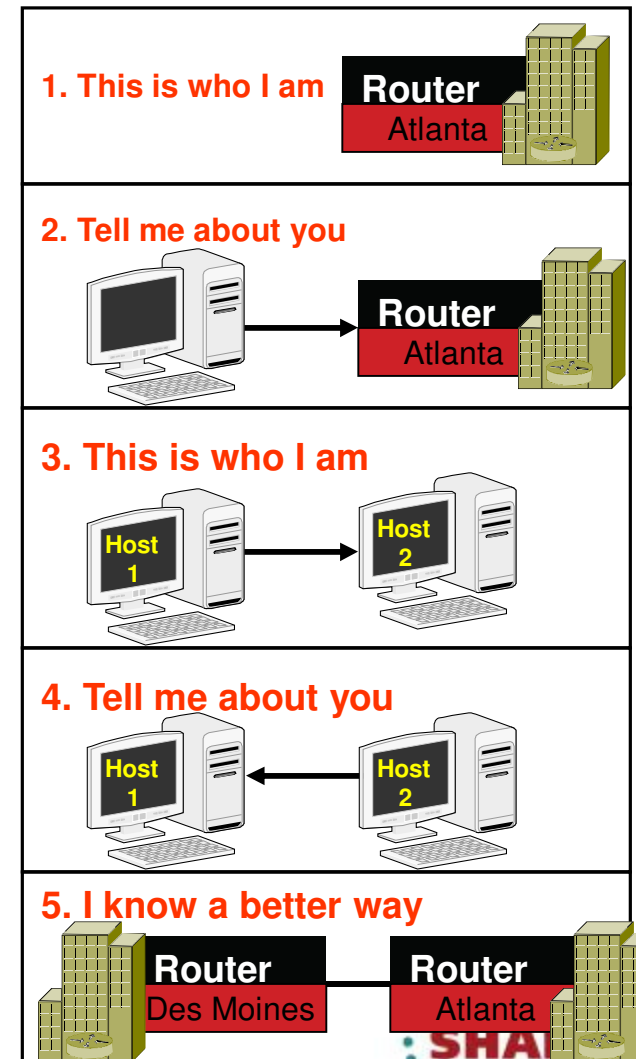 1. This is who I am
Router
Atlanta
2. Tell me about you
Router
Atlanta
3. This is who I am
Host
1
Host
2
4. Tell me about you
Host
1
Host
2
5. I know a better way
Router
Des Moines
Router
Atlanta